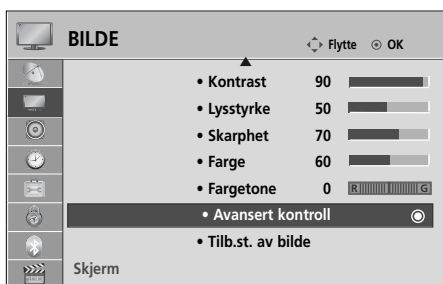 BILDE
Flytte OK
• Kontrast 90
• Lysstyrke 50
• Skarphet 70
• Farge 60
• Fargetone 0 R G
• Avansert kontroll
• Tilb.st. av bilde
Skjerm